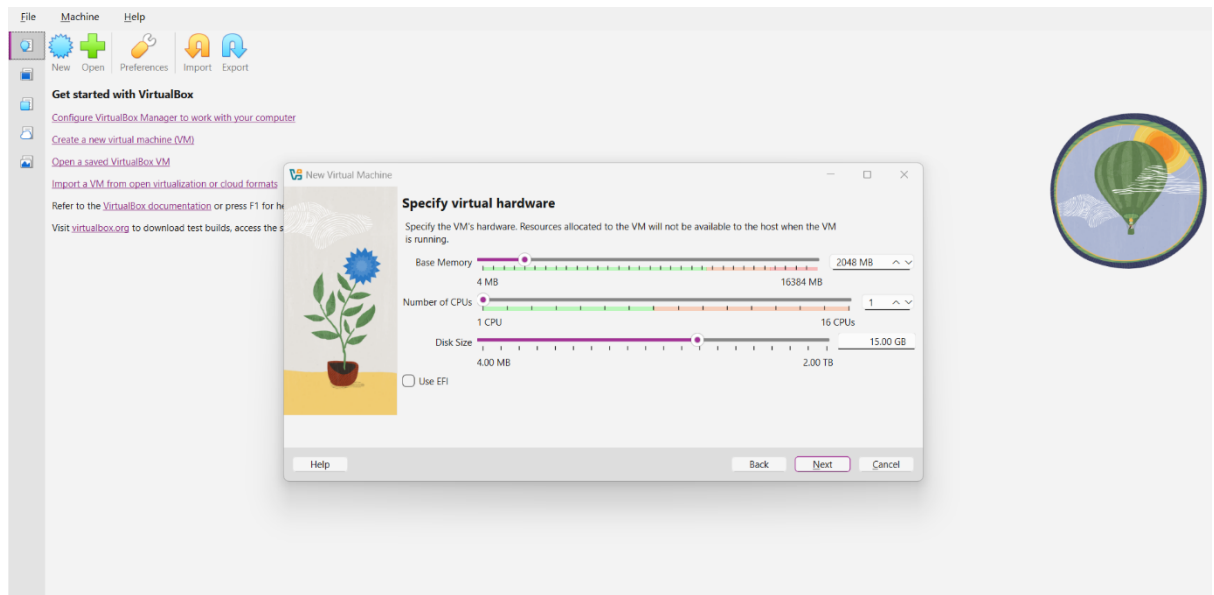 File Machine Help
New Open Preferences Import Export
Get started with VirtualBox
Configure VirtualBox Manager to work with your computer
Create a new virtual machine (VM)
Open a saved VirtualBox VM
Import a VM from open virtualization or cloud formats
Refer to the VirtualBox documentation or press F1 for
Visit virtualbox.org to download test builds, access the
New Virtual Machine
Specify virtual hardware
Specify the VM's hardware. Resources allocated to the VM will not be available to the host when the VM
is running.
Base Memory 2048 MB
4 MB 16384 MB
Number of CPUs 1
1 CPU 16 CPUs
Disk Size 15.00 GB
4.00 MB 2.00 TB
Use EFI
Help Back Next Cancel